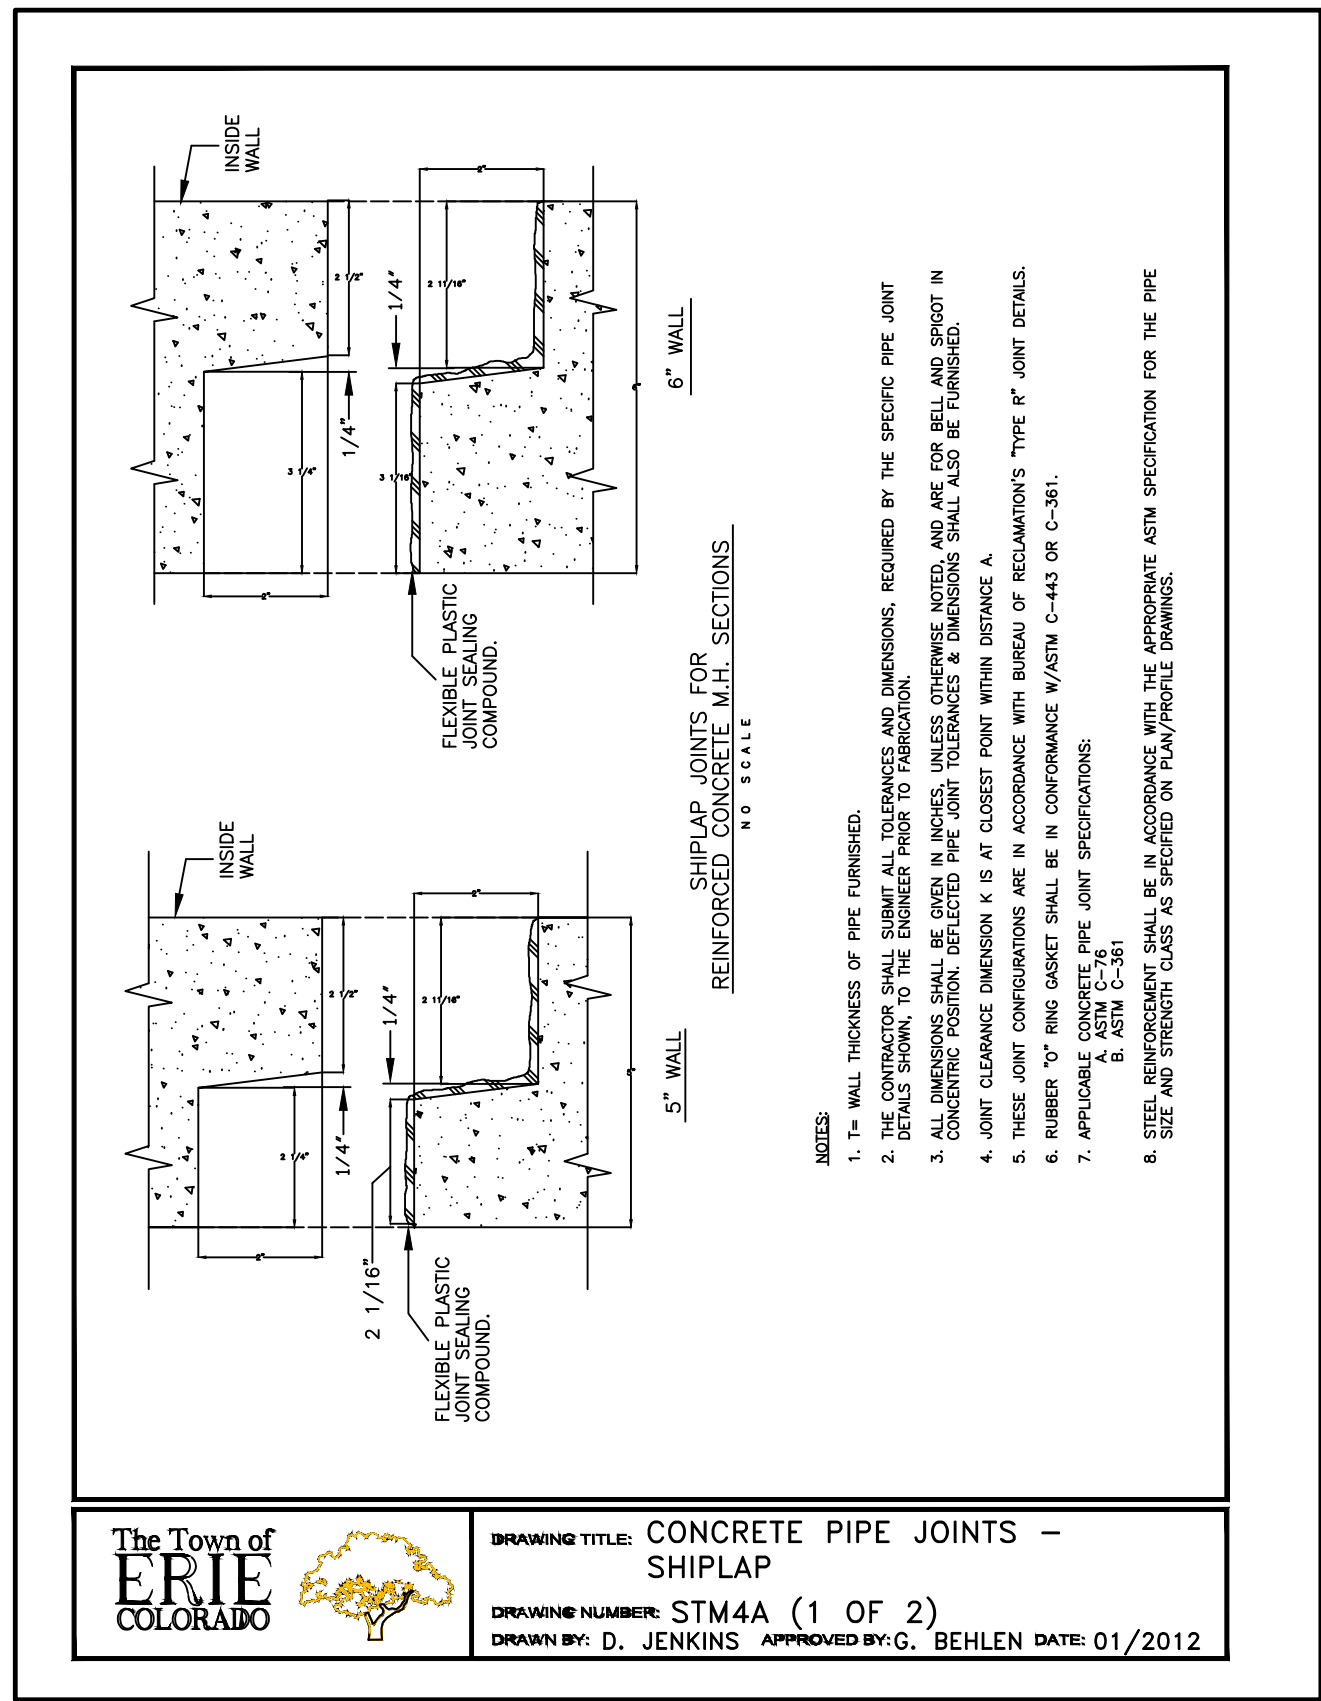 INSIDE
WALL
2"
2 1/2"
1/4"
2 1/4"
1/4"
2 11/16"
2"
2 1/16"
FLEXIBLE PLASTIC
JOINT SEALING
COMPOUND.
5" WALL
INSIDE
WALL
2"
2 1/2"
1/4"
3 1/4"
1/4"
2 11/16"
2"
3 1/16"
6"
FLEXIBLE PLASTIC
JOINT SEALING
COMPOUND.
6" WALL
SHIPLAP JOINTS FOR
REINFORCED CONCRETE M.H. SECTIONS
NO SCALE
NOTES:
1. T= WALL THICKNESS OF PIPE FURNISHED.
2. THE CONTRACTOR SHALL SUBMIT ALL TOLERANCES AND DIMENSIONS, REQUIRED BY THE SPECIFIC PIPE JOINT
DETAILS SHOWN, TO THE ENGINEER PRIOR TO FABRICATION.
3. ALL DIMENSIONS SHALL BE GIVEN IN INCHES, UNLESS OTHERWISE NOTED, AND ARE FOR BELL AND SPIGOT IN
CONCENTRIC POSITION. DEFLECTED PIPE JOINT TOLERANCES & DIMENSIONS SHALL ALSO BE FURNISHED.
4. JOINT CLEARANCE DIMENSION K IS AT CLOSEST POINT WITHIN DISTANCE A.
5. THESE JOINT CONFIGURATIONS ARE IN ACCORDANCE WITH BUREAU OF RECLAMATION'S "TYPE R" JOINT DETAILS.
6. RUBBER "O" RING GASKET SHALL BE IN CONFORMANCE W/ASTM C-443 OR C-361.
7. APPLICABLE CONCRETE PIPE JOINT SPECIFICATIONS:
A. ASTM C-76
B. ASTM C-361
8. STEEL REINFORCEMENT SHALL BE IN ACCORDANCE WITH THE APPROPRIATE ASTM SPECIFICATION FOR THE PIPE
SIZE AND STRENGTH CLASS AS SPECIFIED ON PLAN/PROFILE DRAWINGS.
The Town of
ERIE
COLORADO
DRAWING TITLE: CONCRETE PIPE JOINTS -
SHIPLAP
DRAWING NUMBER: STM4A (1 OF 2)
DRAWN BY: D. JENKINS APPROVED BY: G. BEHLEN DATE: 01/2012